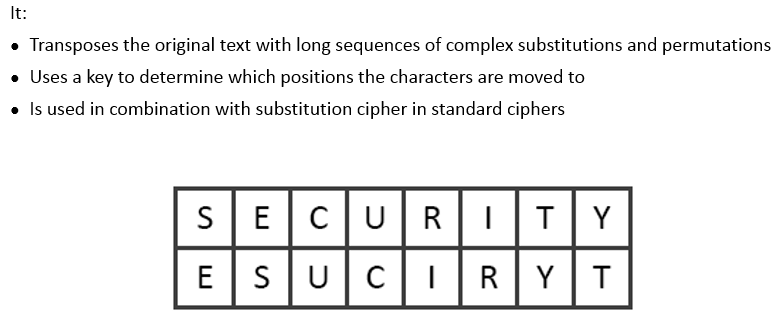 It:
• Transposes the original text with long sequences of complex substitutions and permutations
• Uses a key to determine which positions the characters are moved to
• Is used in combination with substitution cipher in standard ciphers
S E C U R I T Y
E S U C I R Y T